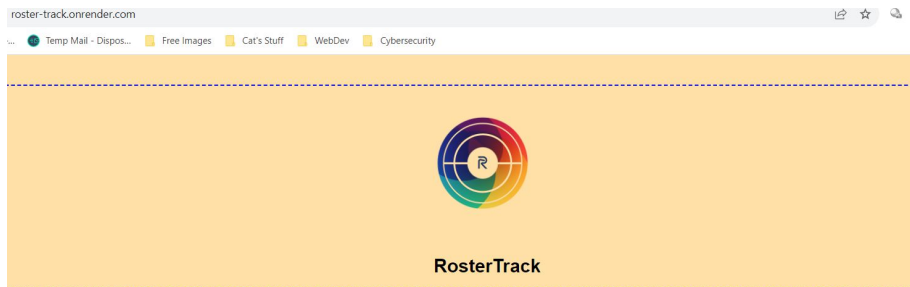 roster-track.onrender.com
... Temp Mail - Dispos... Free Images Cat's Stuff WebDev Cybersecurity
R
RosterTrack